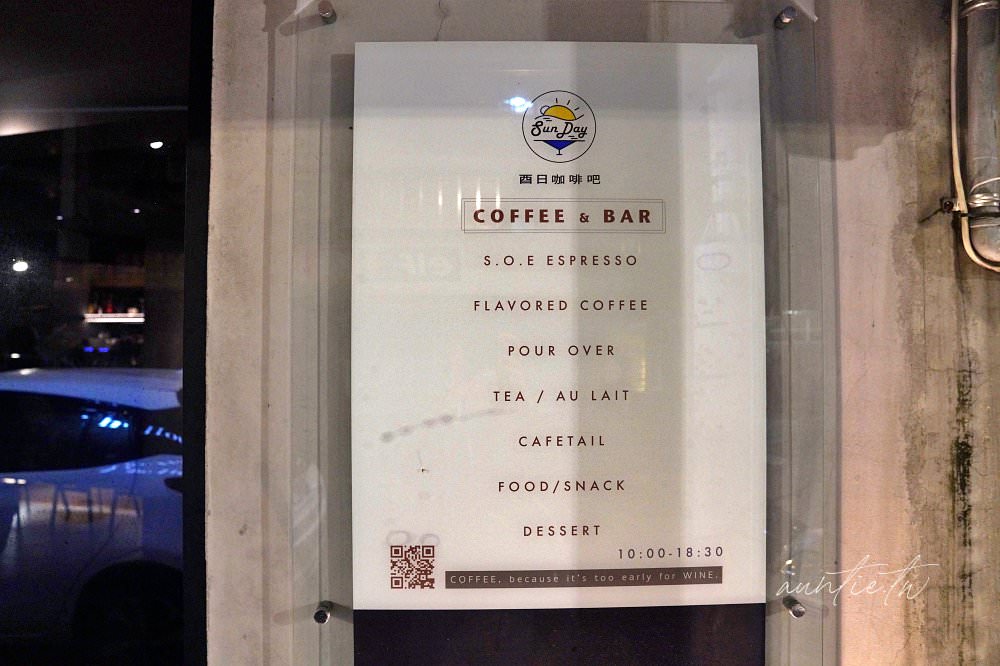 Sun Day
酉日咖啡吧
COFFEE & BAR
S.O.E ESPRESSO
FLAVORED COFFEE
POUR OVER
TEA / AU LAIT
CAFETAIL
FOOD/SNACK
DESSERT
10:00-18:30
COFFEE, because it's too early for WINE.
auntie.tw